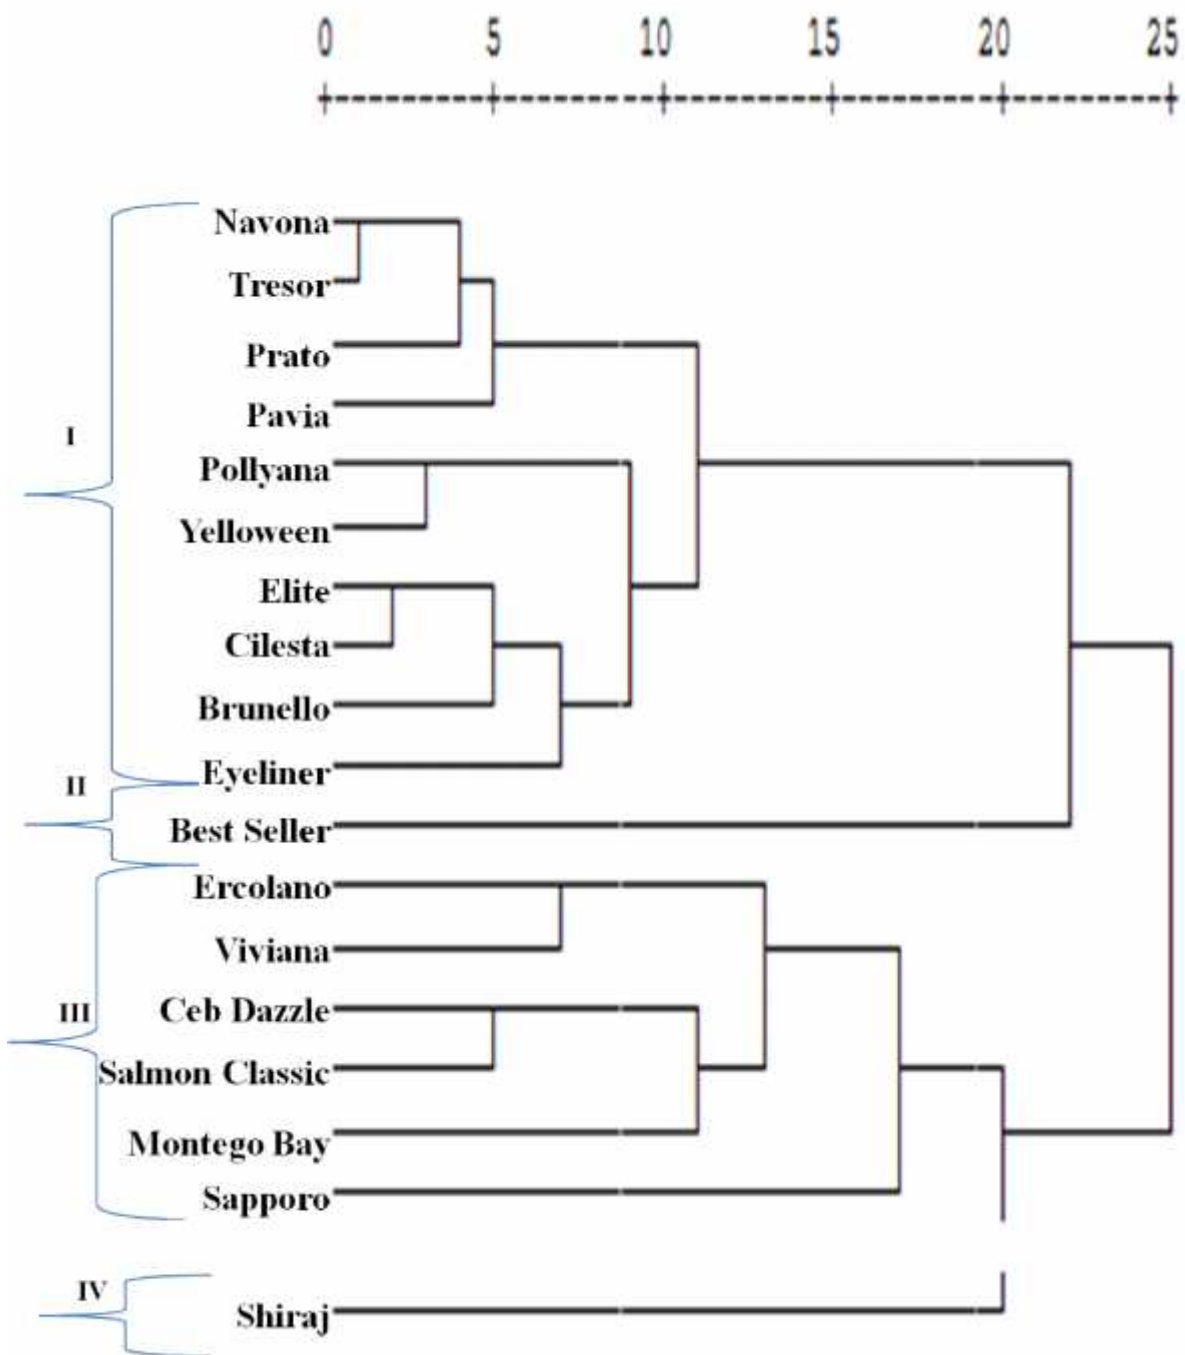 0 5 10 15 20 25
Navona
Tresor
Prato
Pavia
I
Pollyana
Yelloween
Elite
Cilesta
Brunello
Eyeliner
II
Best Seller
Ercolano
Viviana
Ceb Dazzle
III
Salmon Classic
Montego Bay
Sapporo
IV
Shiraj